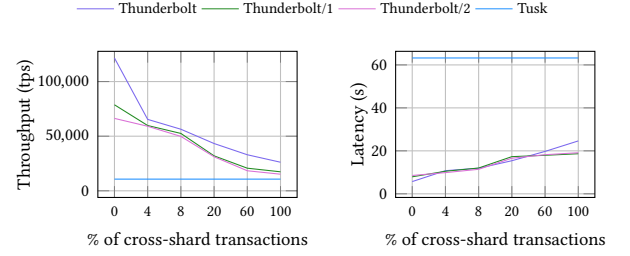 Thunderbolt Thunderbolt/1 Thunderbolt/2 Tusk
Throughput (tps)
100,000
50,000
0
0 4 8 20 60 100
% of cross-shard transactions
Latency (s)
60
40
20
0
0 4 8 20 60 100
% of cross-shard transactions